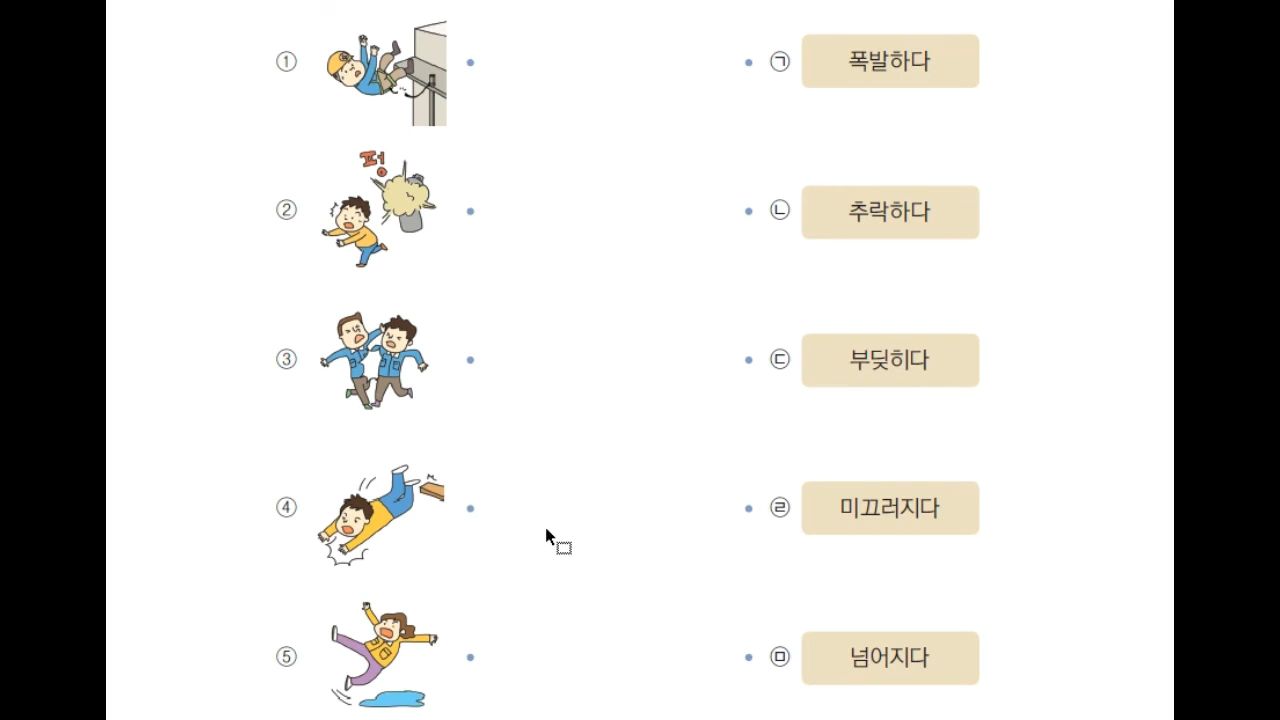 ① ㉠ 폭발하다
펑
② ㉡ 추락하다
③ ㉢ 부딪히다
④ ㉣ 미끄러지다
⑤ ㉤ 넘어지다